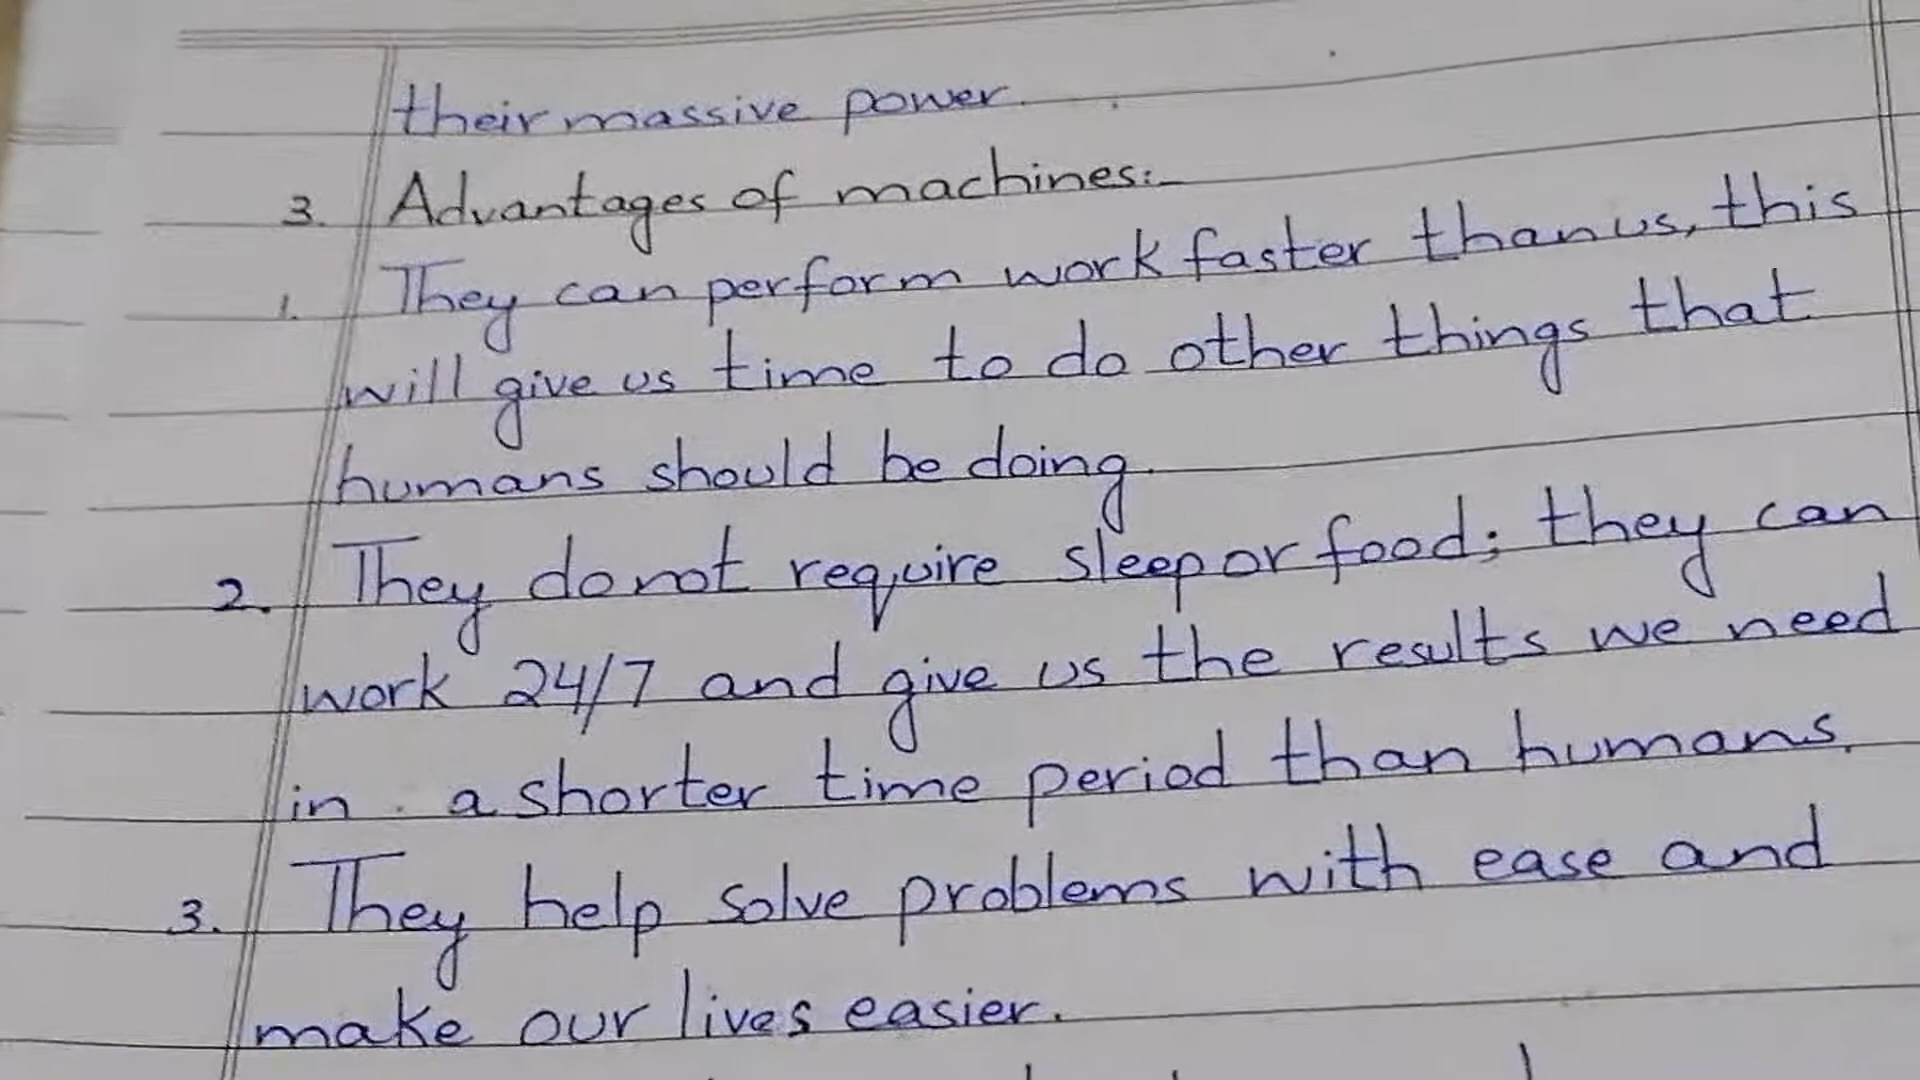 their massive power.
3. Advantages of machines:-
1. They can perform work faster than us, this
will give us time to do other things that
humans should be doing.
2. They do not require sleep or food; they can
work 24/7 and give us the results we need
in a shorter time period than humans.
3. They help solve problems with ease and
make our lives easier.